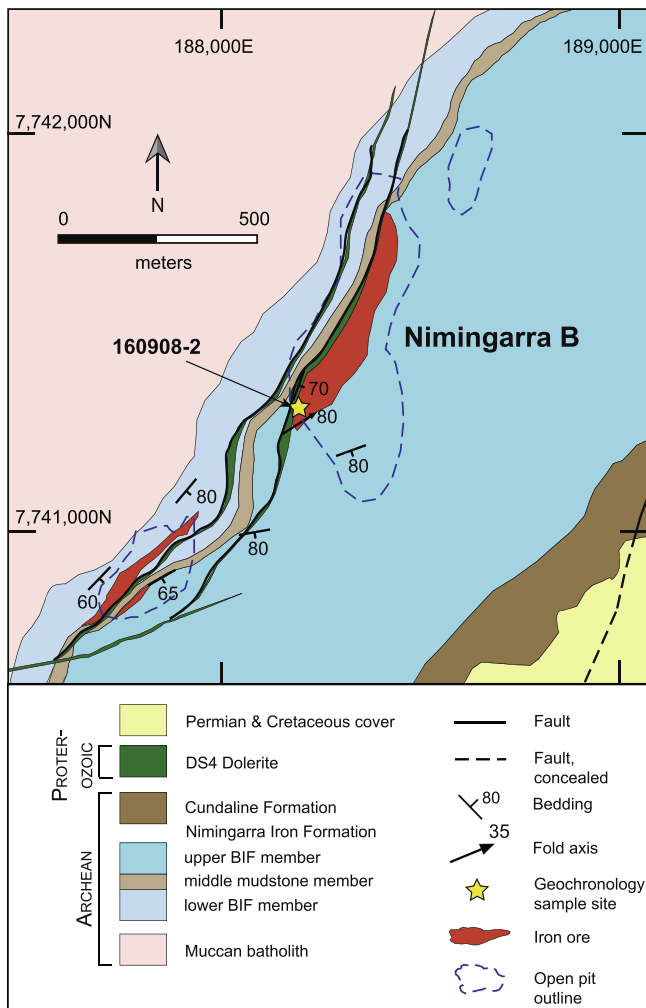 188,000E
189,000E
7,742,000N
N
0
500
meters
160908-2
Nimingarra B
70
80
80
80
7,741,000N
80
60
65
PROTER-
OZOIC
ARCHEAN
Permian & Cretaceous cover
DS4 Dolerite
Cundaline Formation
Nimingarra Iron Formation
upper BIF member
middle mudstone member
lower BIF member
Muccan batholith
Fault
Fault,
concealed
80
Bedding
35
Fold axis
Geochronology
sample site
Iron ore
Open pit
outline